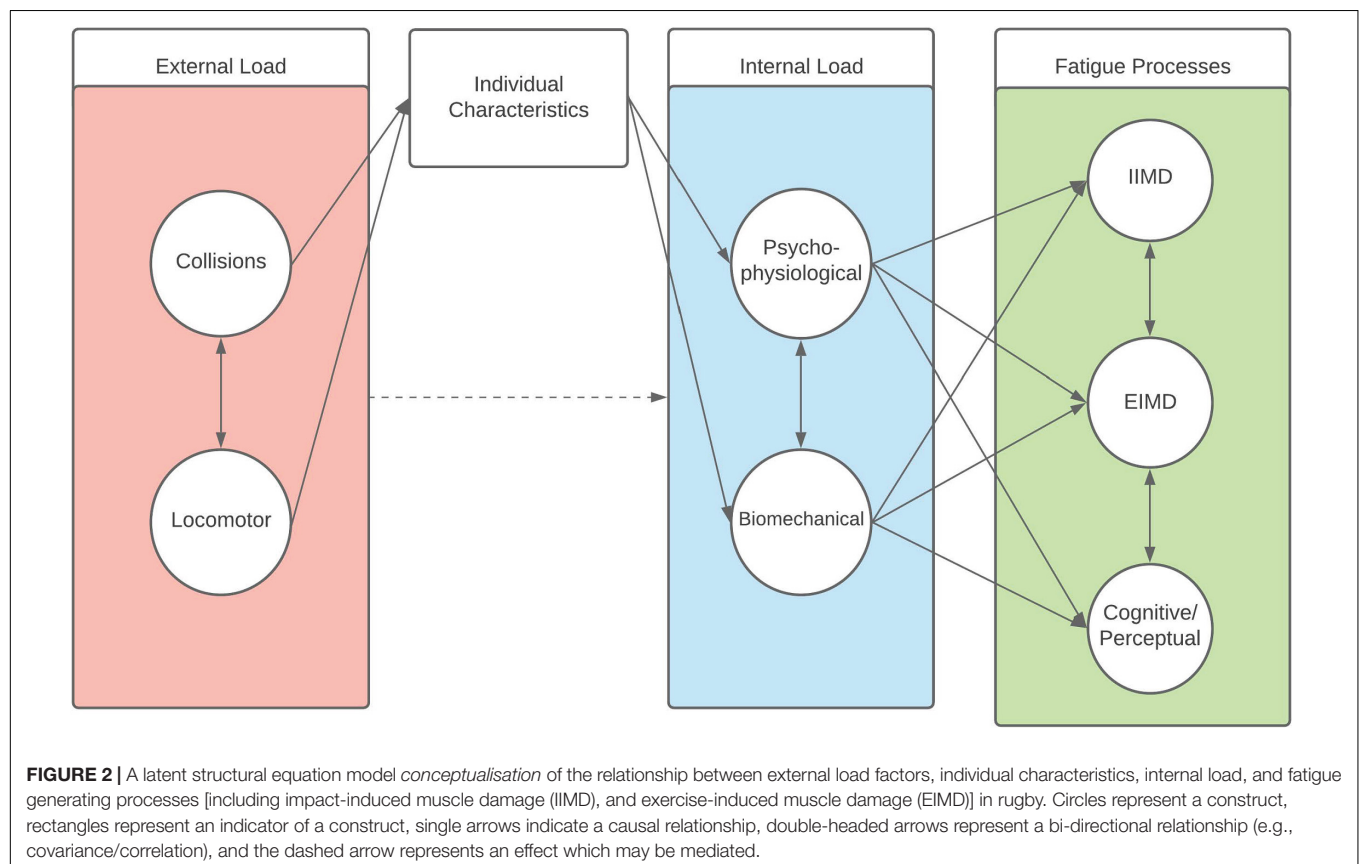 External Load
Individual
Characteristics
Internal Load
Fatigue Processes
Collisions
Locomotor
Psycho-
physiological
Biomechanical
IIMD
EIMD
Cognitive/
Perceptual
FIGURE 2 | A latent structural equation model conceptualisation of the relationship between external load factors, individual characteristics, internal load, and fatigue
generating processes [including impact-induced muscle damage (IIMD), and exercise-induced muscle damage (EIMD)] in rugby. Circles represent a construct,
rectangles represent an indicator of a construct, single arrows indicate a causal relationship, double-headed arrows represent a bi-directional relationship (e.g.,
covariance/correlation), and the dashed arrow represents an effect which may be mediated.